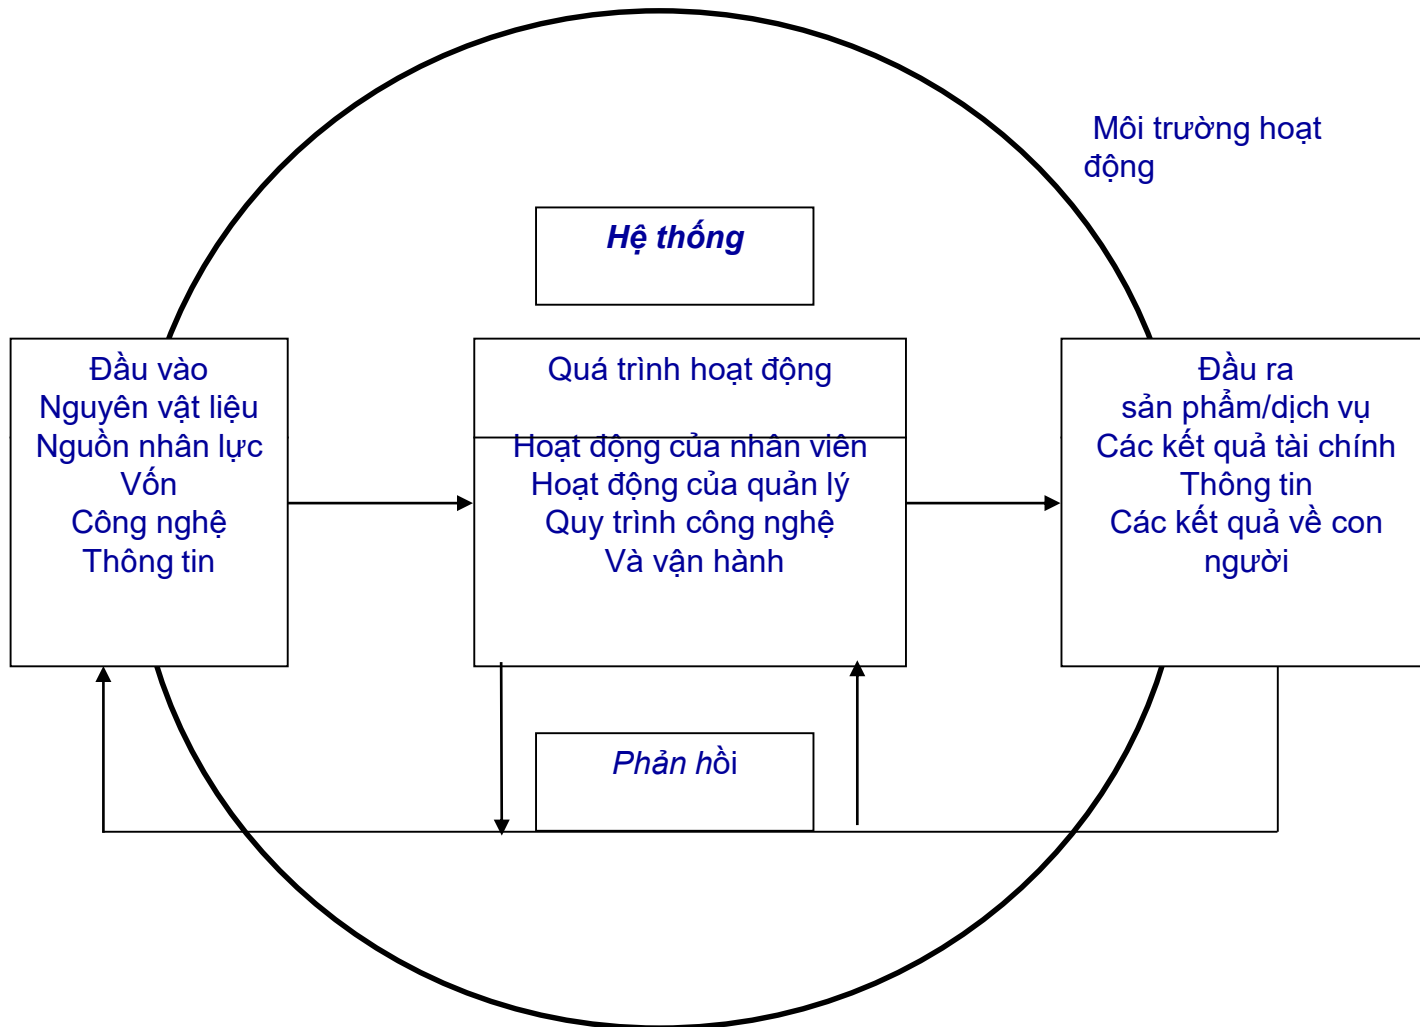 Môi trường hoạt
động
Hệ thống
Đầu vào
Nguyên vật liệu
Nguồn nhân lực
Vốn
Công nghệ
Thông tin
Quá trình hoạt động
Hoạt động của nhân viên
Hoạt động của quản lý
Quy trình công nghệ
Và vận hành
Đầu ra
sản phẩm/dịch vụ
Các kết quả tài chính
Thông tin
Các kết quả về con
người
Phản hồi